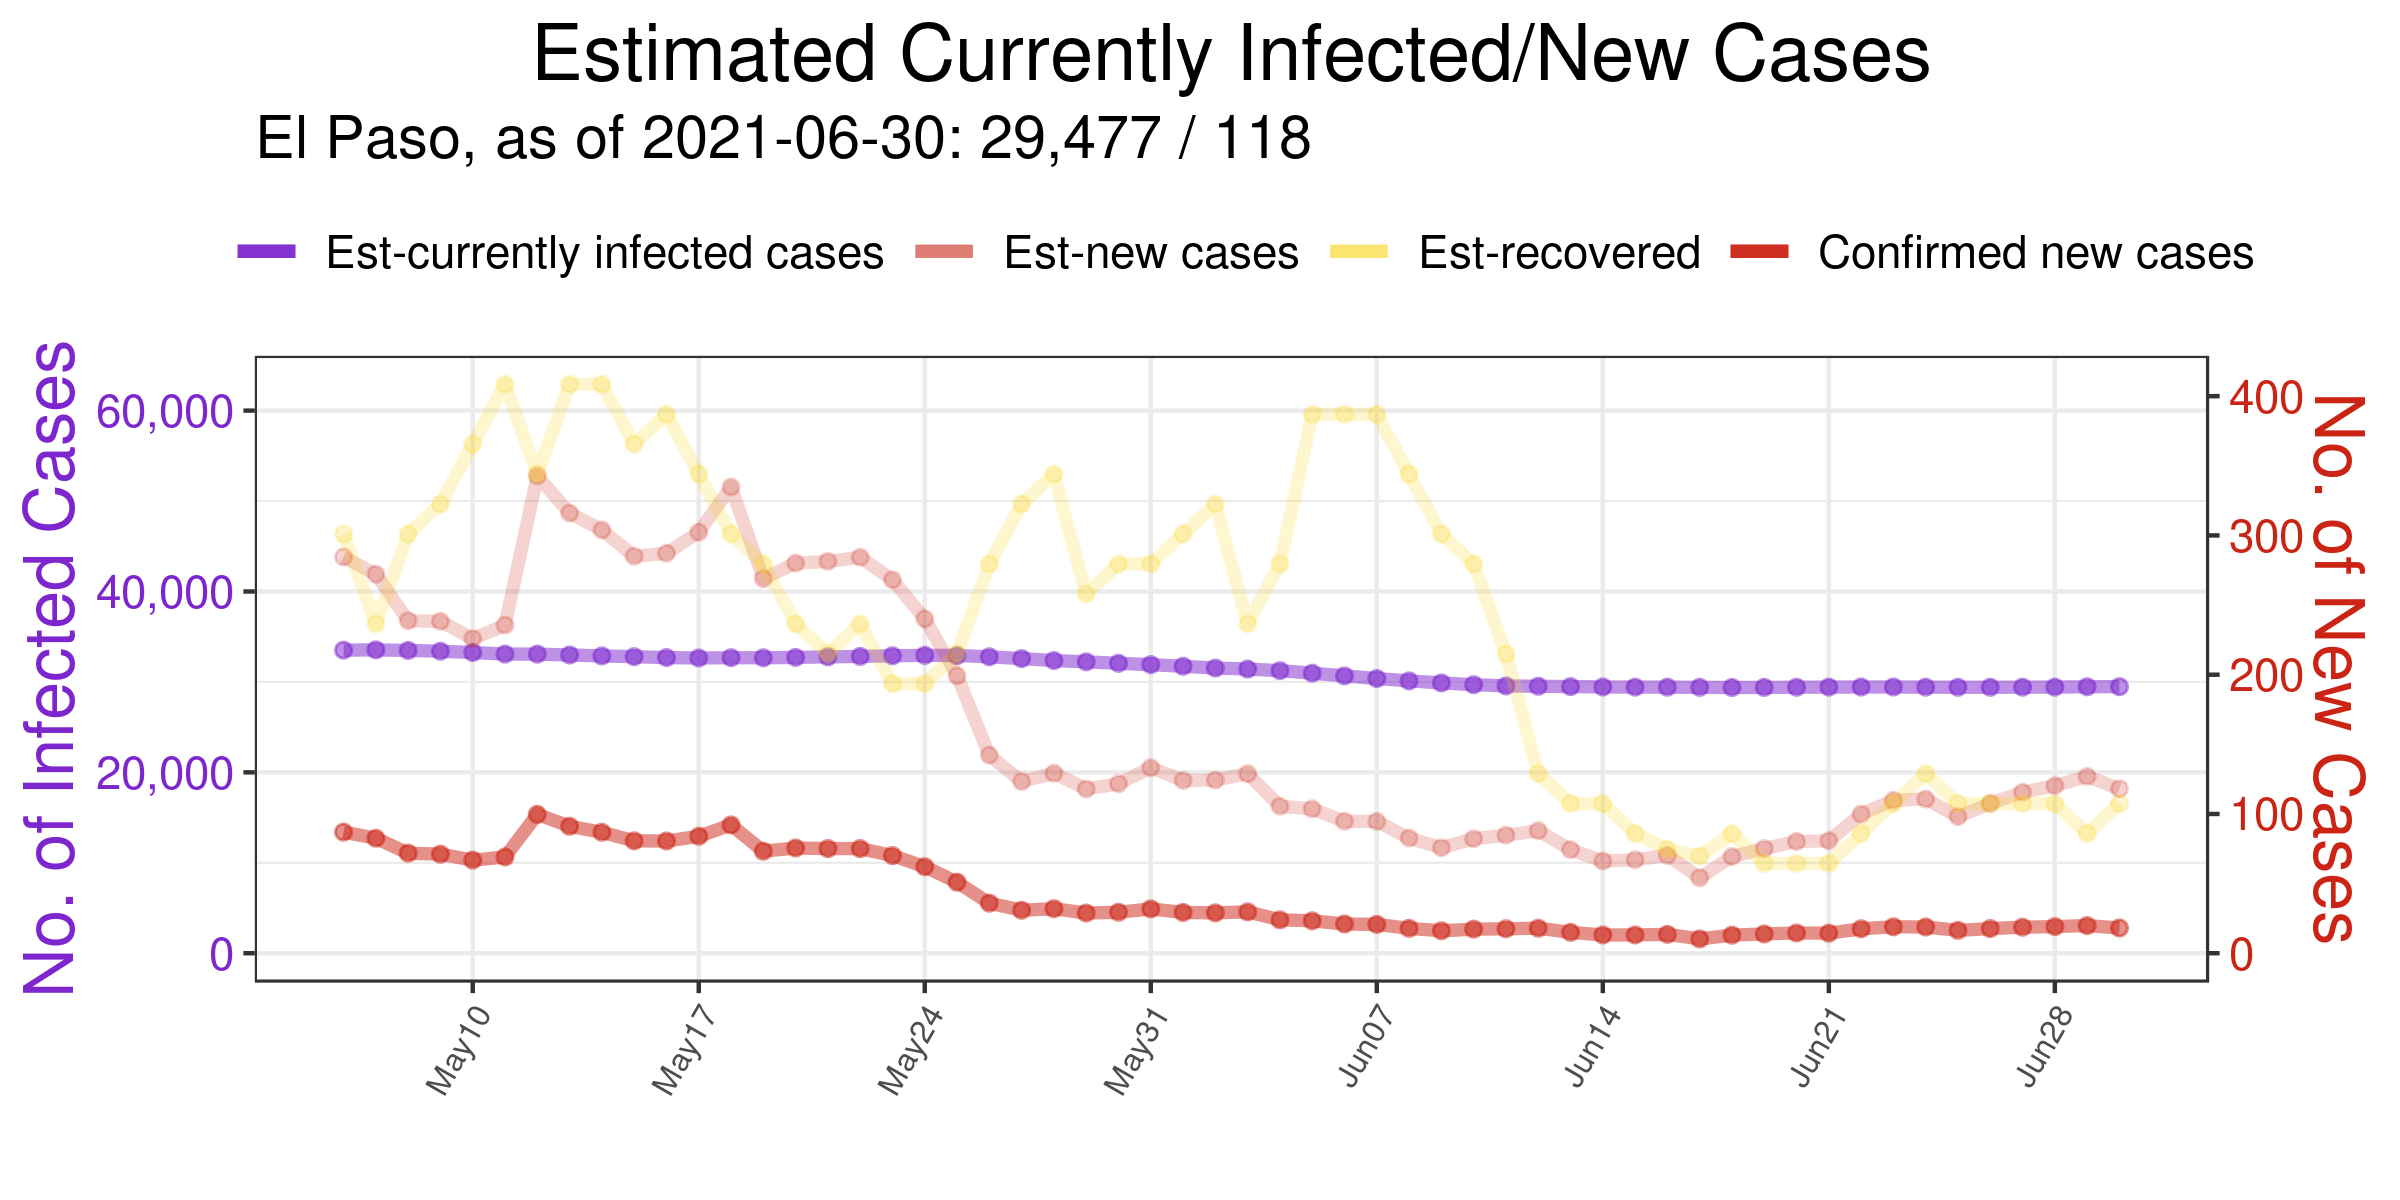 Estimated Currently Infected/New Cases
El Paso, as of 2021-06-30: 29,477 / 118
Est-currently infected cases Est-new cases Est-recovered Confirmed new cases
No. of Infected Cases
60,000
40,000
20,000
0
400
300
200
100
0
No. of New Cases
May10 May17 May24 May31 Jun07 Jun14 Jun21 Jun28